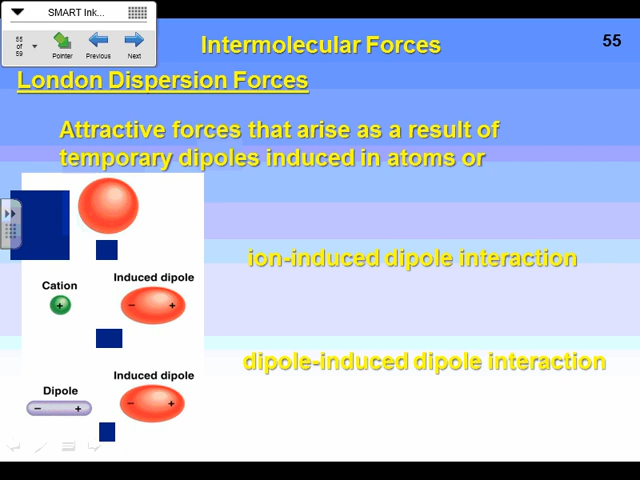 SMART Ink...
55
of
59
Pointer
Previous
Next
Intermolecular Forces
55
London Dispersion Forces
Attractive forces that arise as a result of
temporary dipoles induced in atoms or
ion-induced dipole interaction
Induced dipole
Cation
+
− +
dipole-induced dipole interaction
Induced dipole
Dipole
− +
− +